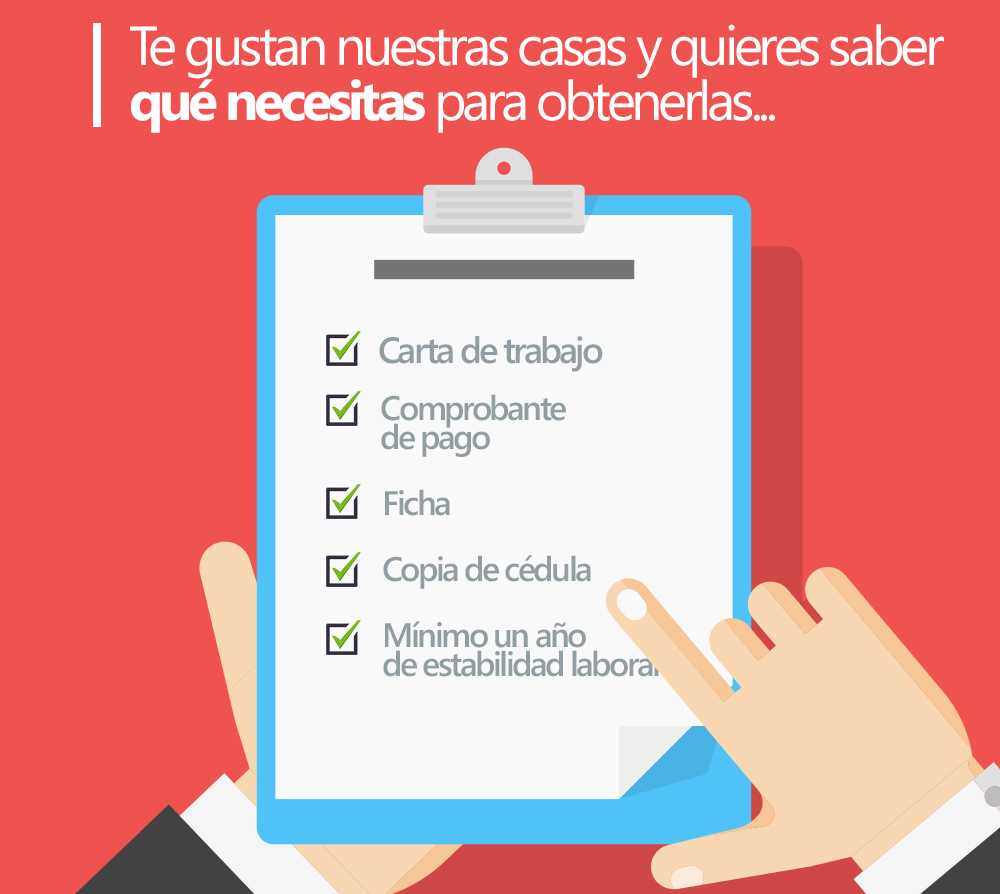 Te gustan nuestras casas y quieres saber
qué necesitas para obtenerlas...
Carta de trabajo
Comprobante
de pago
Ficha
Copia de cédula
Mínimo un año
de estabilidad laboral